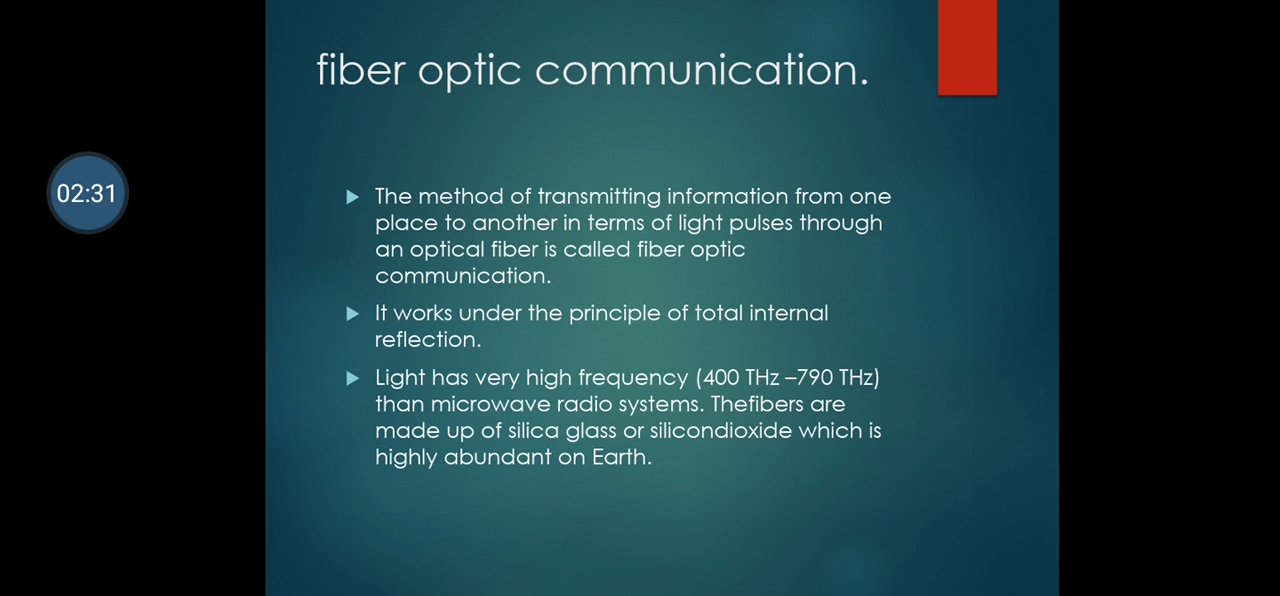 fiber optic communication.
02:31
The method of transmitting information from one
place to another in terms of light pulses through
an optical fiber is called fiber optic
communication.
It works under the principle of total internal
reflection.
Light has very high frequency (400 THz –790 THz)
than microwave radio systems. Thefibers are
made up of silica glass or silicondioxide which is
highly abundant on Earth.